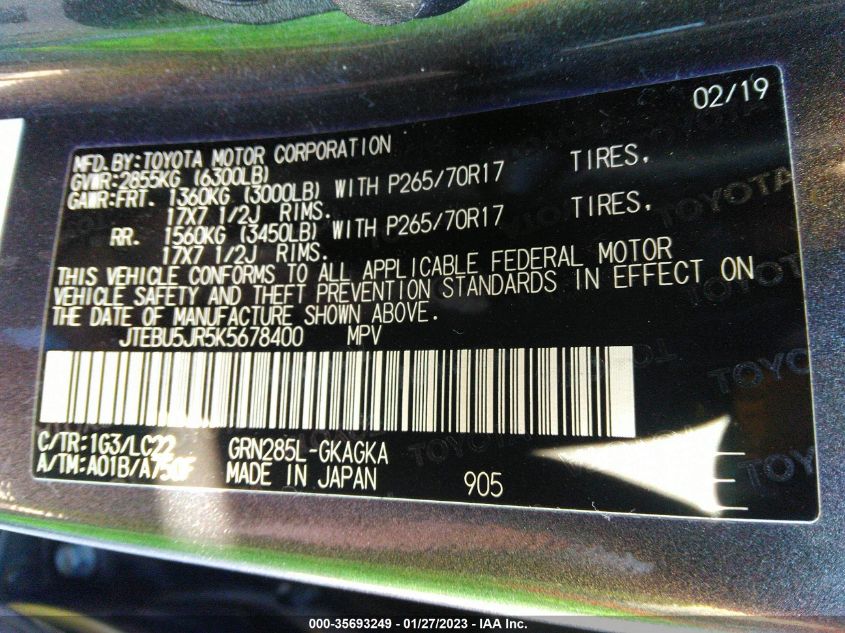 02/19
MFD.BY:TOYOTA MOTOR CORPORATION
GVWR:2855KG (6300LB)
GAWR:FRT. 1360KG (3000LB) WITH P265/70R17 TIRES,
17X7 1/2J RIMS.
RR. 1560KG (3450LB) WITH P265/70R17 TIRES,
17X7 1/2J RIMS.
THIS VEHICLE CONFORMS TO ALL APPLICABLE FEDERAL MOTOR
VEHICLE SAFETY AND THEFT PREVENTION STANDARDS IN EFFECT ON
THE DATE OF MANUFACTURE SHOWN ABOVE.
JTEBU5JR5K5678400 MPV
C/TR:1G3/LC22 GRN285L-GKAGKA
A/TM:A01B/A750F MADE IN JAPAN 905
TOYOTA
TOYOTA
TOYOTA
000-35693249 - 01/27/2023 - IAA Inc.